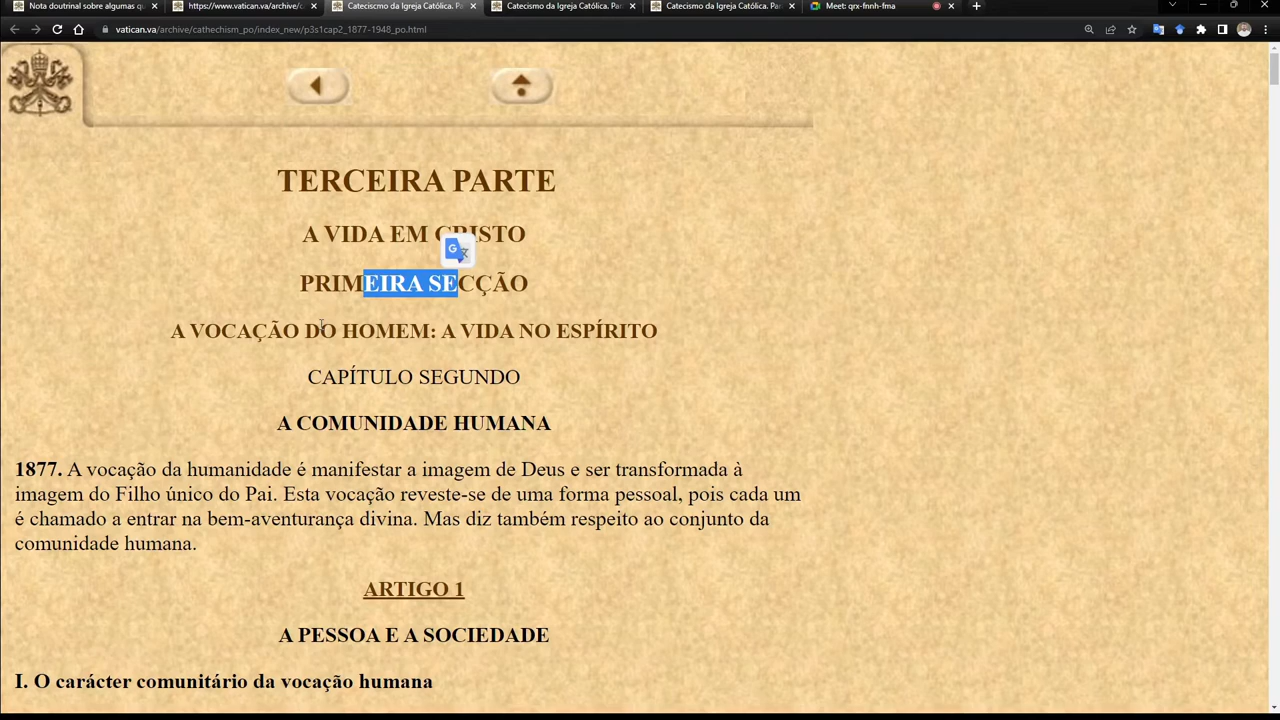 Nota doutrinal sobre algumas qu
https://www.vatican.va/archive/c
Cateciscmo da Igreja Católica. Pa
Catecismo da Igreja Católica. Par
Catecismo da Igreja Católica. Par
Meet: qrx-fnnh-fma
vatican.va/archive/cathechism_po/index_new/p3s1cap2_1877-1948_po.html
TERCEIRA PARTE
A VIDA EM CRISTO
PRIMEIRA SECÇÃO
A VOCAÇÃO DO HOMEM: A VIDA NO ESPÍRITO
CAPÍTULO SEGUNDO
A COMUNIDADE HUMANA
1877. A vocação da humanidade é manifestar a imagem de Deus e ser transformada à
imagem do Filho único do Pai. Esta vocação reveste-se de uma forma pessoal, pois cada um
é chamado a entrar na bem-aventurança divina. Mas diz também respeito ao conjunto da
comunidade humana.
ARTIGO 1
A PESSOA E A SOCIEDADE
I. O carácter comunitário da vocação humana